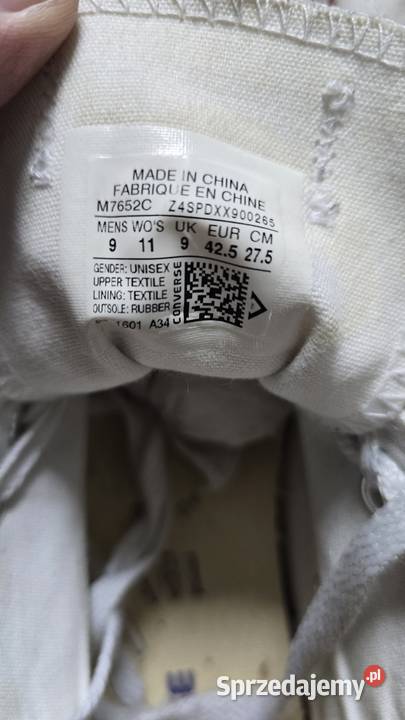 MADE IN CHINA
FABRIQUE EN CHINE
M7652C Z4SPDXX900265
MENS WO'S UK EUR CM
9 11 9 42.5 27.5
GENDER: UNISEX
UPPER: TEXTILE
LINING: TEXTILE
OUTSOLE: RUBBER
1601 A34
CONVERSE
Sprzedajemy.pl